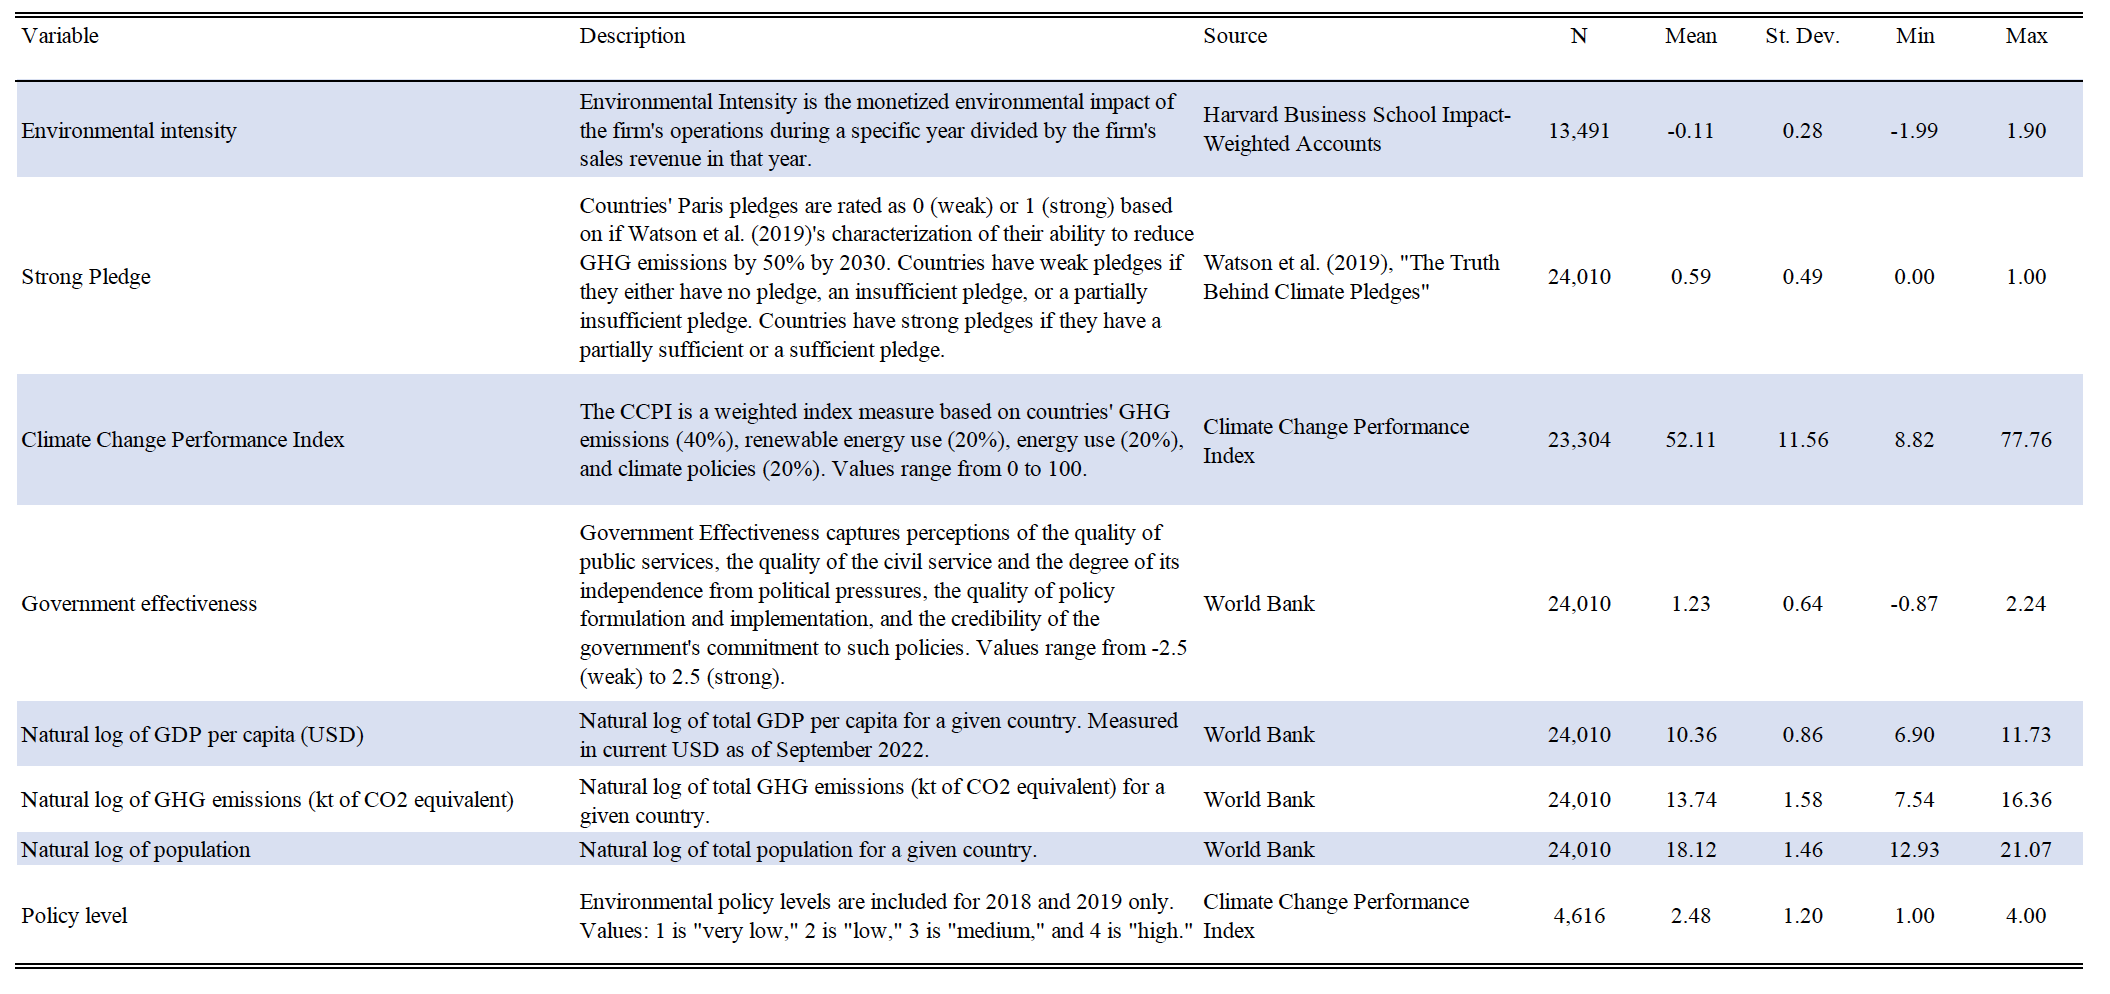 Variable Description Source N Mean St. Dev. Min Max
Environmental Intensity is the monetized environmental impact of
Environmental intensity the firm's operations during a specific year divided by the firm's Harvard Business School Impact- 13,491 -0.11 0.28 -1.99 1.90
sales revenue in that year. Weighted Accounts
Countries' Paris pledges are rated as 0 (weak) or 1 (strong) based
on if Watson et al. (2019)'s characterization of their ability to reduce
GHG emissions by 50% by 2030. Countries have weak pledges if Watson et al. (2019), "The Truth
Strong Pledge they either have no pledge, an insufficient pledge, or a partially Behind Climate Pledges" 24,010 0.59 0.49 0.00 1.00
insufficient pledge. Countries have strong pledges if they have a
partially sufficient or a sufficient pledge.
The CCPI is a weighted index measure based on countries' GHG Climate Change Performance
Climate Change Performance Index emissions (40%), renewable energy use (20%), energy use (20%), Index 23,304 52.11 11.56 8.82 77.76
and climate policies (20%). Values range from 0 to 100.
Government Effectiveness captures perceptions of the quality of
public services, the quality of the civil service and the degree of its
independence from political pressures, the quality of policy
Government effectiveness formulation and implementation, and the credibility of the World Bank 24,010 1.23 0.64 -0.87 2.24
government's commitment to such policies. Values range from -2.5
(weak) to 2.5 (strong).
Natural log of GDP per capita (USD) Natural log of total GDP per capita for a given country. Measured World Bank 24,010 10.36 0.86 6.90 11.73
in current USD as of September 2022.
Natural log of GHG emissions (kt of CO2 equivalent) Natural log of total GHG emissions (kt of CO2 equivalent) for a World Bank 24,010 13.74 1.58 7.54 16.36
given country.
Natural log of population Natural log of total population for a given country. World Bank 24,010 18.12 1.46 12.93 21.07
Policy level Environmental policy levels are included for 2018 and 2019 only. Climate Change Performance 4,616 2.48 1.20 1.00 4.00
Values: 1 is "very low," 2 is "low," 3 is "medium," and 4 is "high." Index